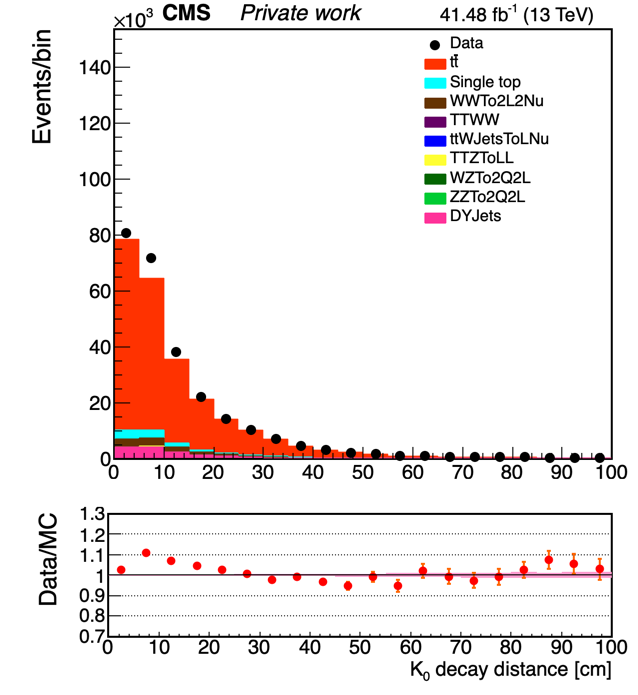 ×10³ CMS Private work 41.48 fb⁻¹ (13 TeV)
Events/bin
140
120
100
80
60
40
20
0
Data
tt̄
Single top
WWTo2L2Nu
TTWW
ttWJetsToLNu
TTZToLL
WZTo2Q2L
ZZTo2Q2L
DYJets
0 10 20 30 40 50 60 70 80 90 100
Data/MC
1.3
1.2
1.1
1
0.9
0.8
0.7
0 10 20 30 40 50 60 70 80 90 100
K₀ decay distance [cm]